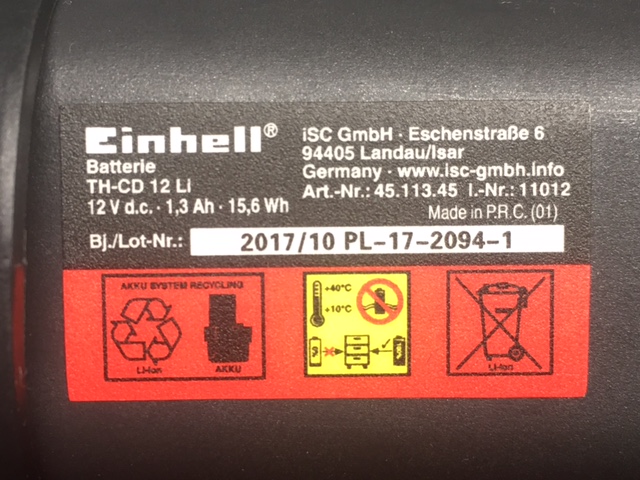 Einhell®
Batterie
TH-CD 12 Li
12 V d.c. · 1,3 Ah · 15,6 Wh
iSC GmbH · Eschenstraße 6
94405 Landau/Isar
Germany · www.isc-gmbh.info
Art.-Nr.: 45.113.45 I.-Nr.: 11012
Made in P.R.C. (01)
Bj./Lot-Nr.: 2017/10 PL-17-2094-1
AKKU SYSTEM RECYCLING
Li-Ion AKKU
+40°C
+10°C
Li-Ion